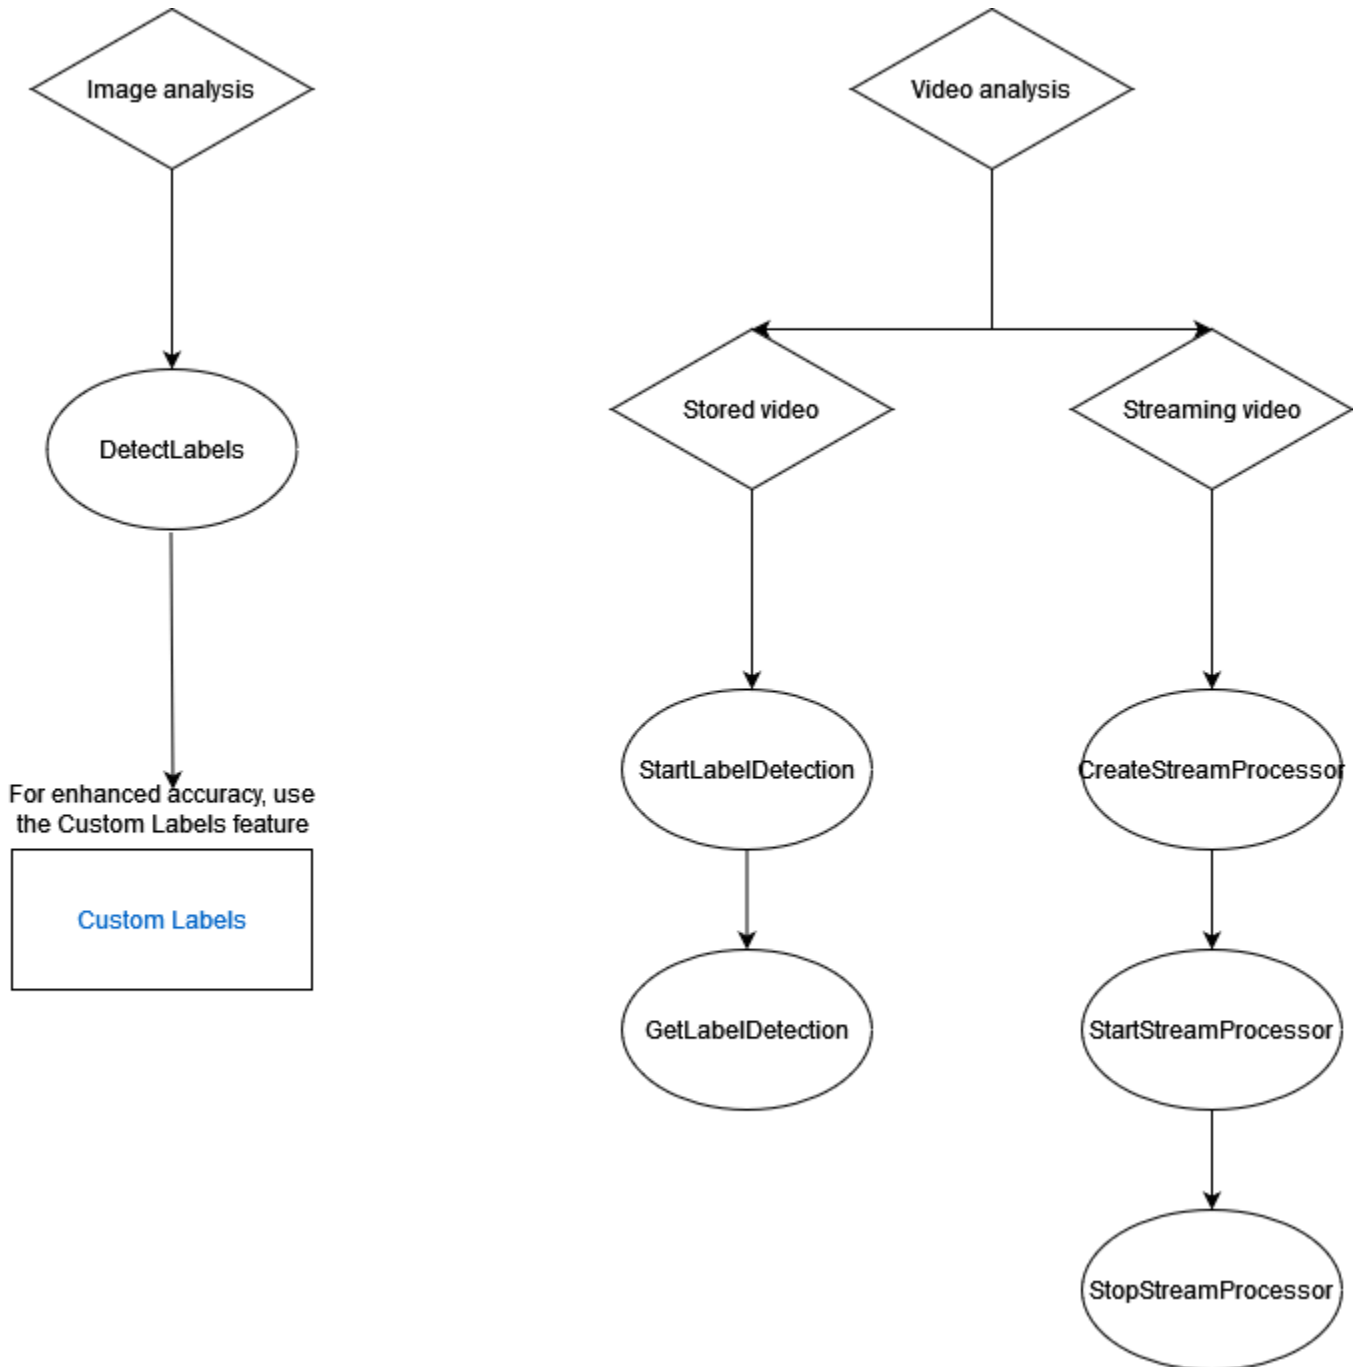 Image analysis
Video analysis
Stored video
Streaming video
DetectLabels
StartLabelDetection
CreateStreamProcessor
For enhanced accuracy, use
the Custom Labels feature
Custom Labels
GetLabelDetection
StartStreamProcessor
StopStreamProcessor